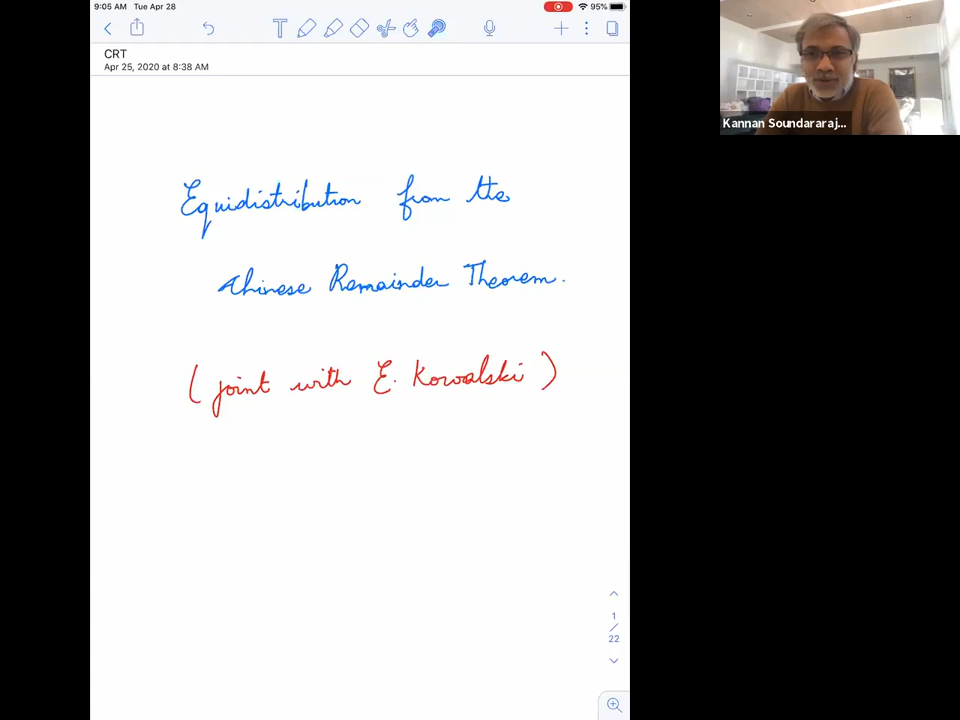 9:05 AM Tue Apr 28
95%
CRT
Apr 25, 2020 at 8:38 AM
Equidistribution from the
Chinese Remainder Theorem.
(joint with E. Kowalski)
1
/
22
Kannan Soundararaj...